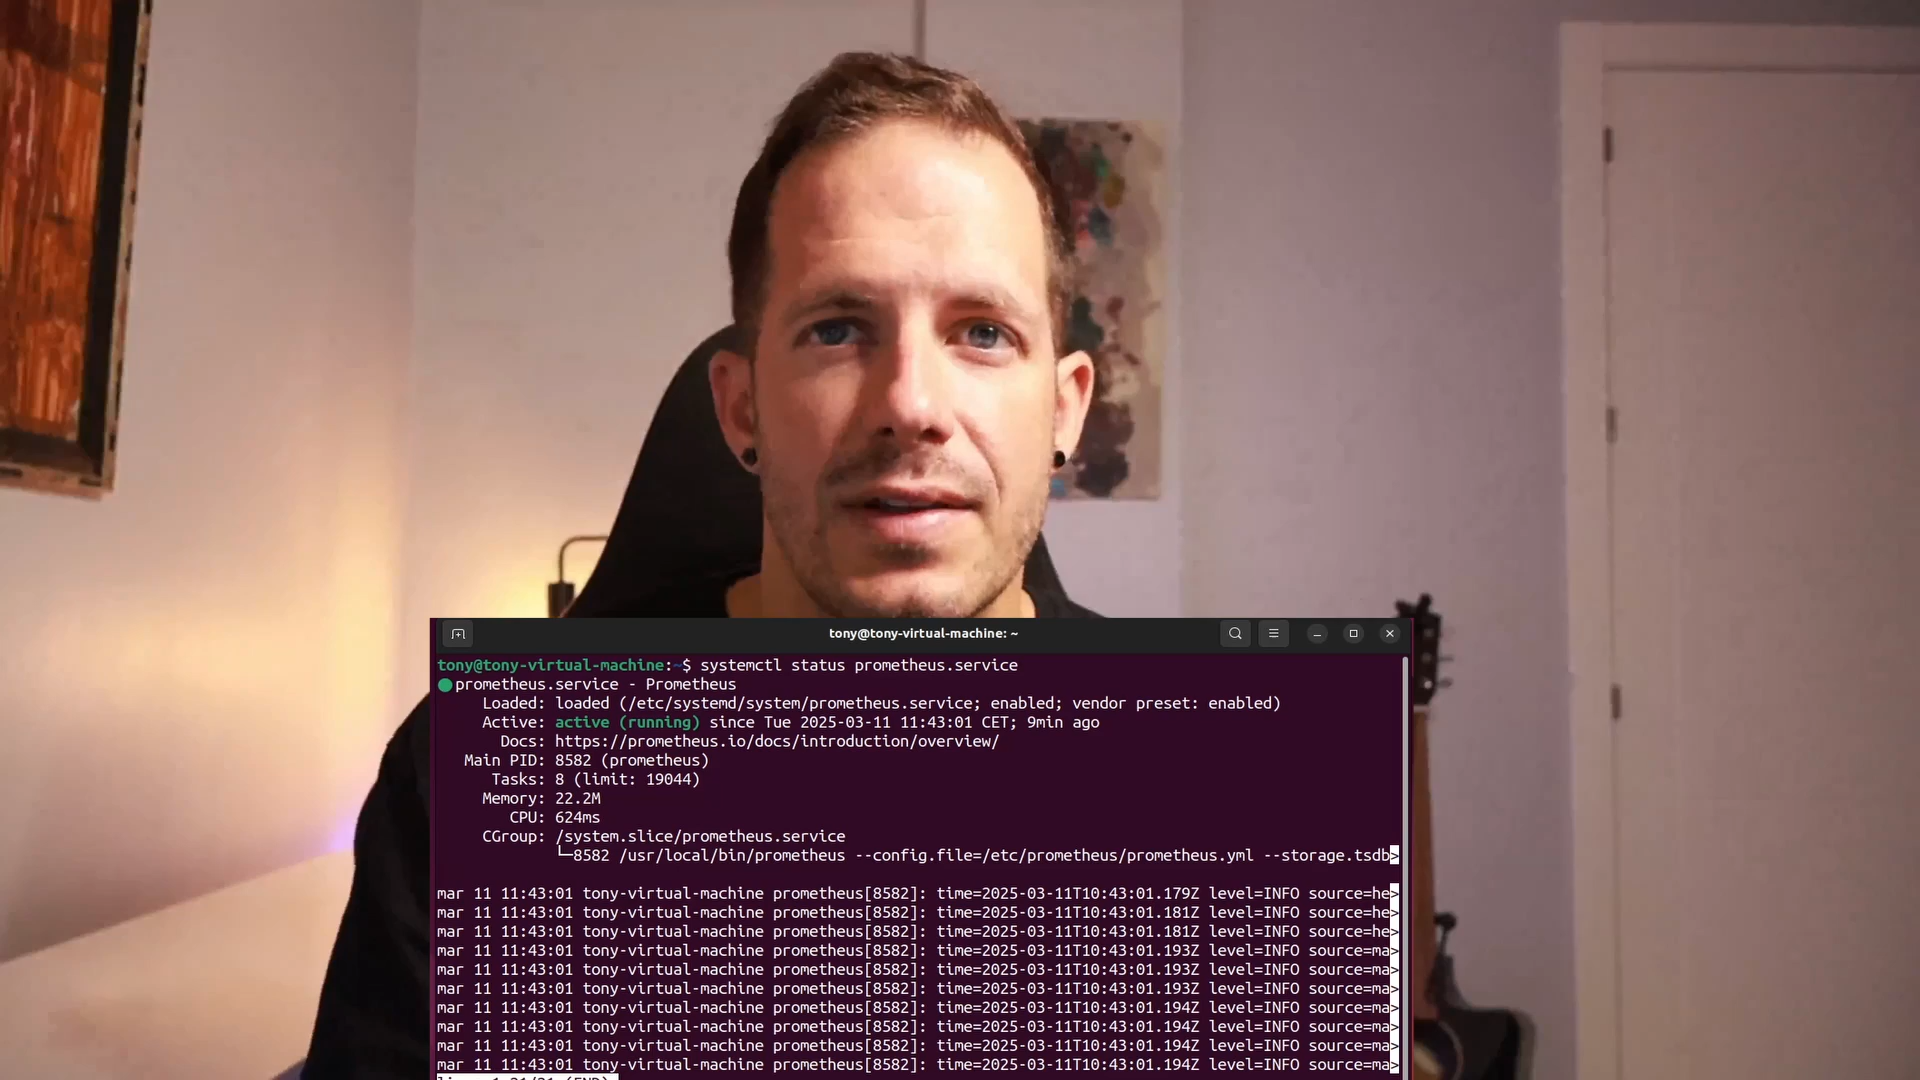 tony@tony-virtual-machine: ~
tony@tony-virtual-machine:~$ systemctl status prometheus.service
prometheus.service - Prometheus
Loaded: loaded (/etc/systemd/system/prometheus.service; enabled; vendor preset: enabled)
Active: active (running) since Tue 2025-03-11 11:43:01 CET; 9min ago
Docs: https://prometheus.io/docs/introduction/overview/
Main PID: 8582 (prometheus)
Tasks: 8 (limit: 19044)
Memory: 22.2M
CPU: 624ms
CGroup: /system.slice/prometheus.service
└─8582 /usr/local/bin/prometheus --config.file=/etc/prometheus/prometheus.yml --storage.tsdb>
mar 11 11:43:01 tony-virtual-machine prometheus[8582]: time=2025-03-11T10:43:01.179Z level=INFO source=he>
mar 11 11:43:01 tony-virtual-machine prometheus[8582]: time=2025-03-11T10:43:01.181Z level=INFO source=he>
mar 11 11:43:01 tony-virtual-machine prometheus[8582]: time=2025-03-11T10:43:01.181Z level=INFO source=he>
mar 11 11:43:01 tony-virtual-machine prometheus[8582]: time=2025-03-11T10:43:01.193Z level=INFO source=ma>
mar 11 11:43:01 tony-virtual-machine prometheus[8582]: time=2025-03-11T10:43:01.193Z level=INFO source=ma>
mar 11 11:43:01 tony-virtual-machine prometheus[8582]: time=2025-03-11T10:43:01.193Z level=INFO source=ma>
mar 11 11:43:01 tony-virtual-machine prometheus[8582]: time=2025-03-11T10:43:01.194Z level=INFO source=ma>
mar 11 11:43:01 tony-virtual-machine prometheus[8582]: time=2025-03-11T10:43:01.194Z level=INFO source=ma>
mar 11 11:43:01 tony-virtual-machine prometheus[8582]: time=2025-03-11T10:43:01.194Z level=INFO source=ma>
mar 11 11:43:01 tony-virtual-machine prometheus[8582]: time=2025-03-11T10:43:01.194Z level=INFO source=ma>